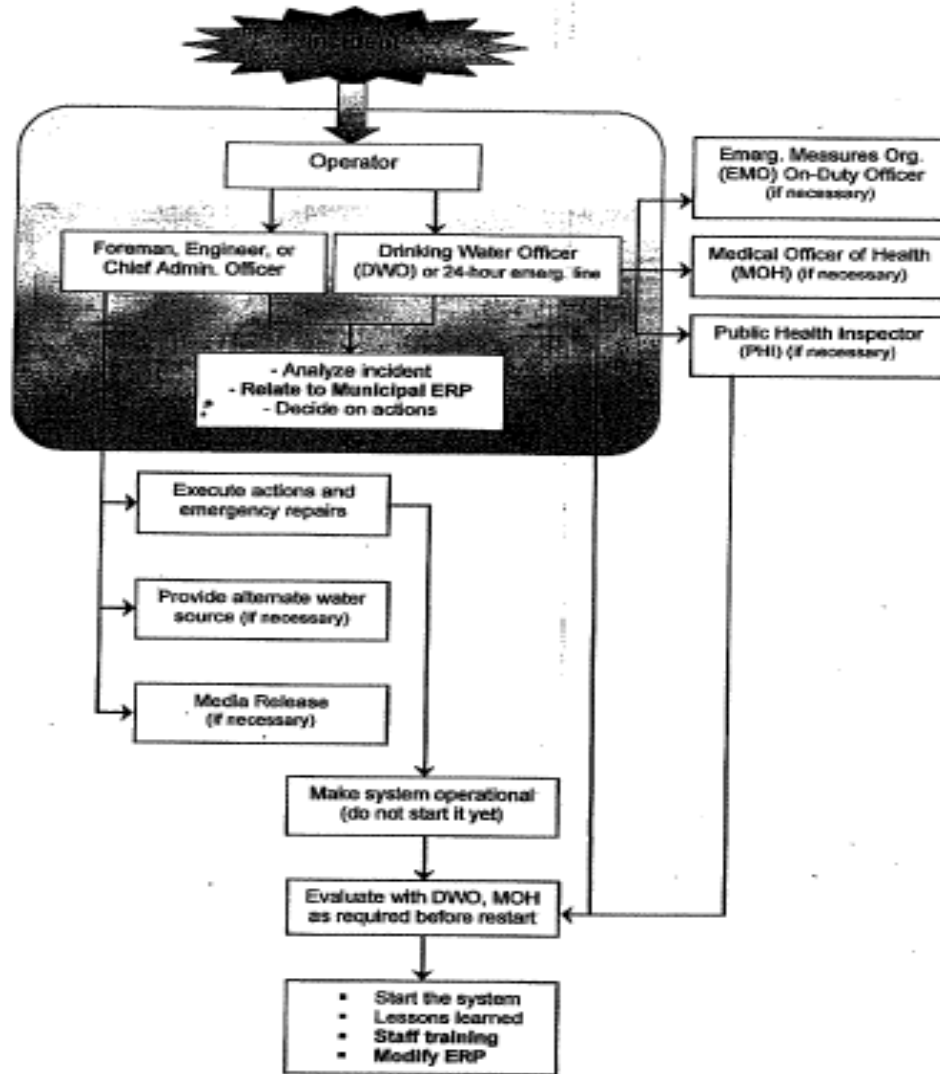 Incident
Operator
Foreman, Engineer, or
Chief Admin. Officer
Drinking Water Officer
(DWO) or 24-hour emerg. line
Emerg. Measures Org.
(EMO) On-Duty Officer
(if necessary)
Medical Officer of Health
(MOH) (if necessary)
Public Health Inspector
(PHI) (if necessary)
- Analyze incident
- Relate to Municipal ERP
- Decide on actions
Execute actions and
emergency repairs
Provide alternate water
source (if necessary)
Media Release
(if necessary)
Make system operational
(do not start it yet)
Evaluate with DWO, MOH
as required before restart
▪ Start the system
▪ Lessons learned
▪ Staff training
▪ Modify ERP